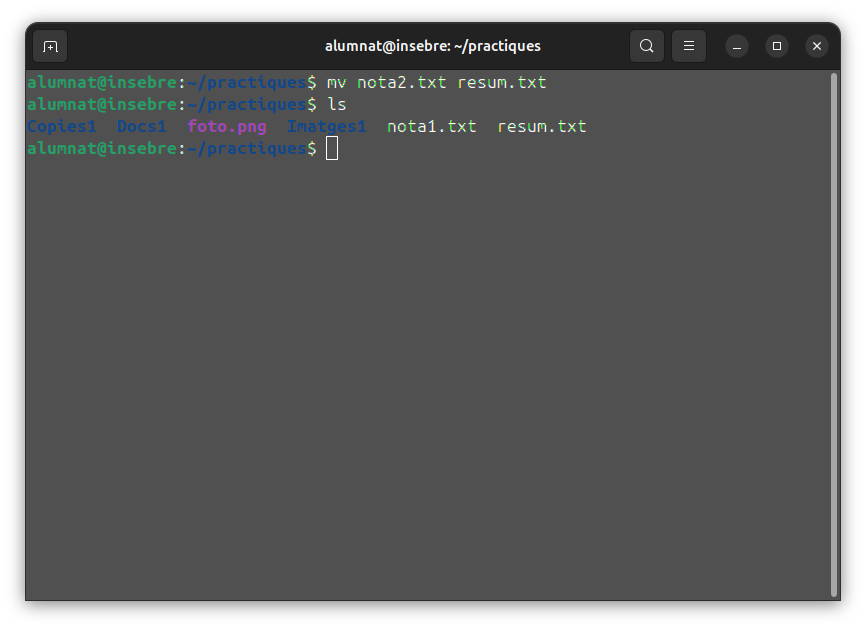 alumnat@insebre: ~/practiques
alumnat@insebre:~/practiques$ mv nota2.txt resum.txt
alumnat@insebre:~/practiques$ ls
Copies1  Docs1  foto.png  Imatges1  nota1.txt  resum.txt
alumnat@insebre:~/practiques$